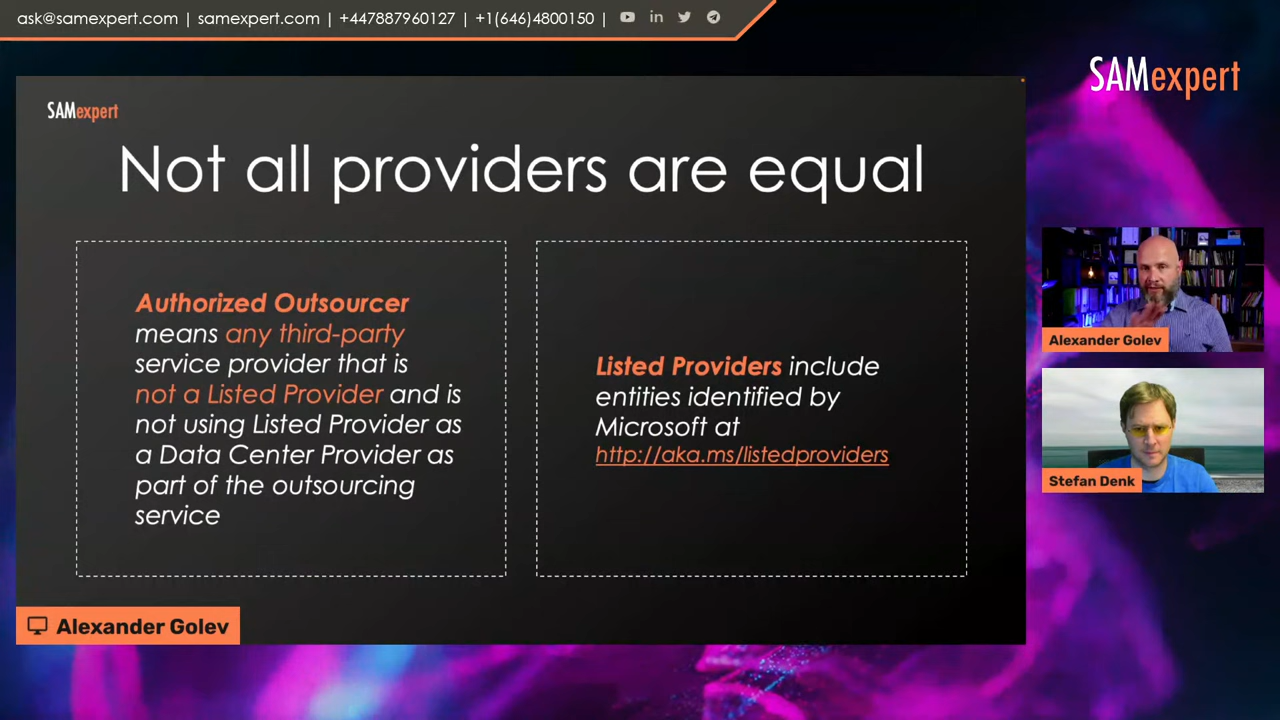 ask@samexpert.com | samexpert.com | +447887960127 | +1(646)4800150 |
SAMexpert
SAMexpert
Not all providers are equal
Authorized Outsourcer
means any third-party
service provider that is
not a Listed Provider and is
not using Listed Provider as
a Data Center Provider as
part of the outsourcing
service
Listed Providers include
entities identified by
Microsoft at
http://aka.ms/listedproviders
Alexander Golev
Stefan Denk
Alexander Golev